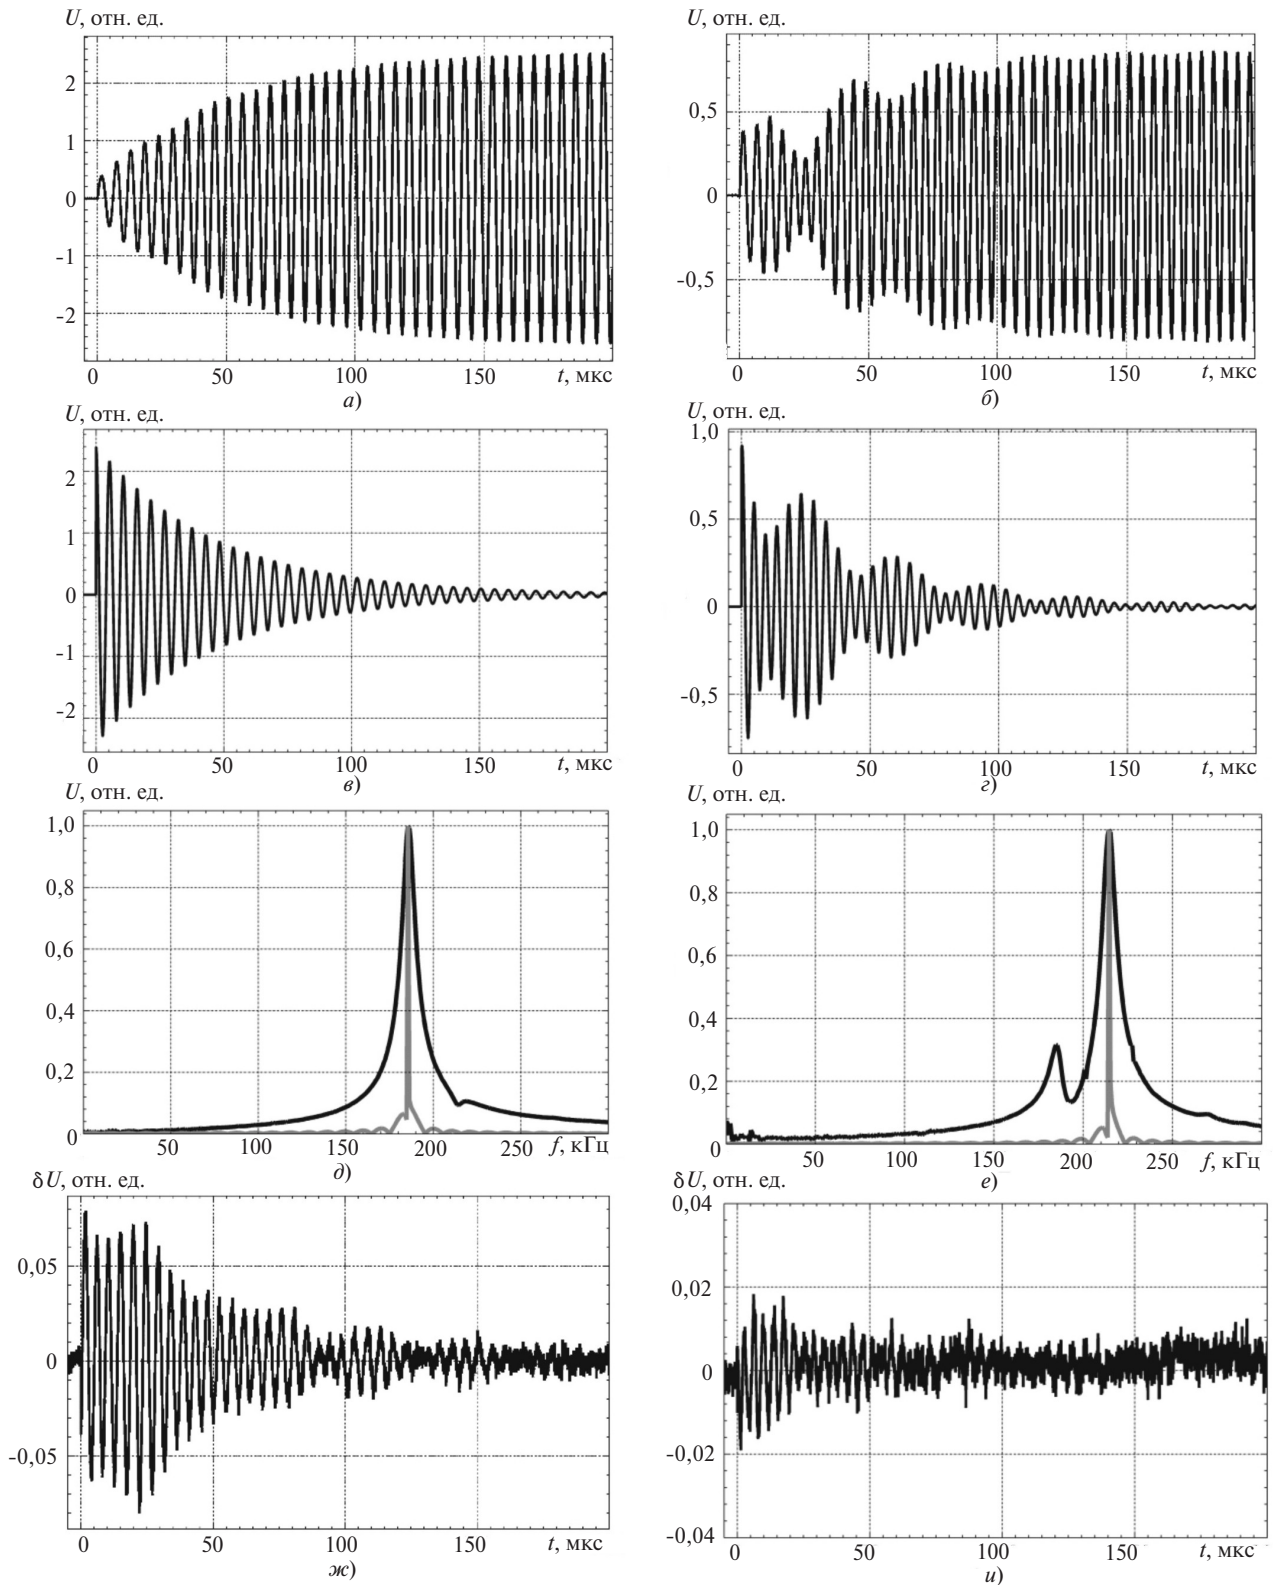 U, отн. ед.
2
1
0
-1
-2
0 50 100 150 t, мкс
а)
U, отн. ед.
0,5
0
-0,5
0 50 100 150 t, мкс
б)
U, отн. ед.
2
1
0
-1
-2
0 50 100 150 t, мкс
в)
U, отн. ед.
1,0
0,5
0
-0,5
0 50 100 150 t, мкс
г)
U, отн. ед.
1,0
0,8
0,6
0,4
0,2
0 50 100 150 200 250 f, кГц
д)
U, отн. ед.
1,0
0,8
0,6
0,4
0,2
0 50 100 150 200 250 f, кГц
е)
δU, отн. ед.
0,05
0
-0,05
0 50 100 150 t, мкс
ж)
δU, отн. ед.
0,04
0,02
0
-0,02
-0,04
0 50 100 150 t, мкс
и)